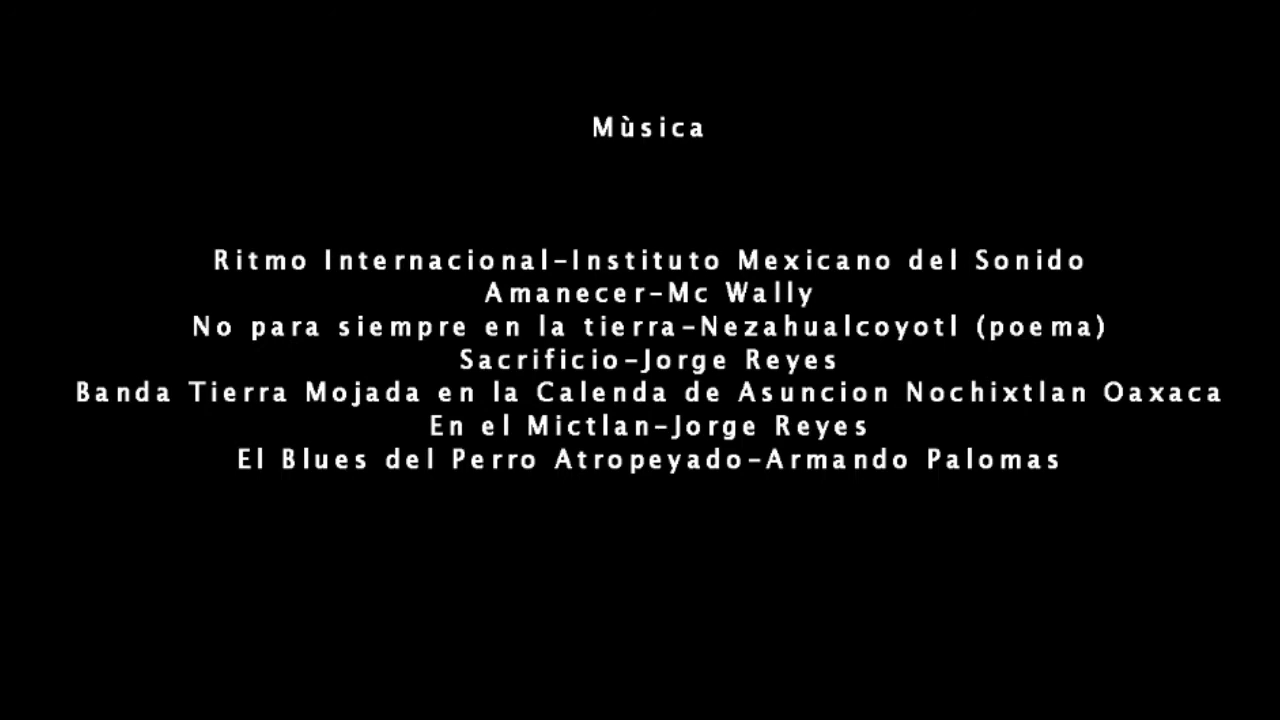 Mùsica
Ritmo Internacional-Instituto Mexicano del Sonido
Amanecer-Mc Wally
No para siempre en la tierra-Nezahualcoyotl (poema)
Sacrificio-Jorge Reyes
Banda Tierra Mojada en la Calenda de Asuncion Nochixtlan Oaxaca
En el Mictlan-Jorge Reyes
El Blues del Perro Atropeyado-Armando Palomas